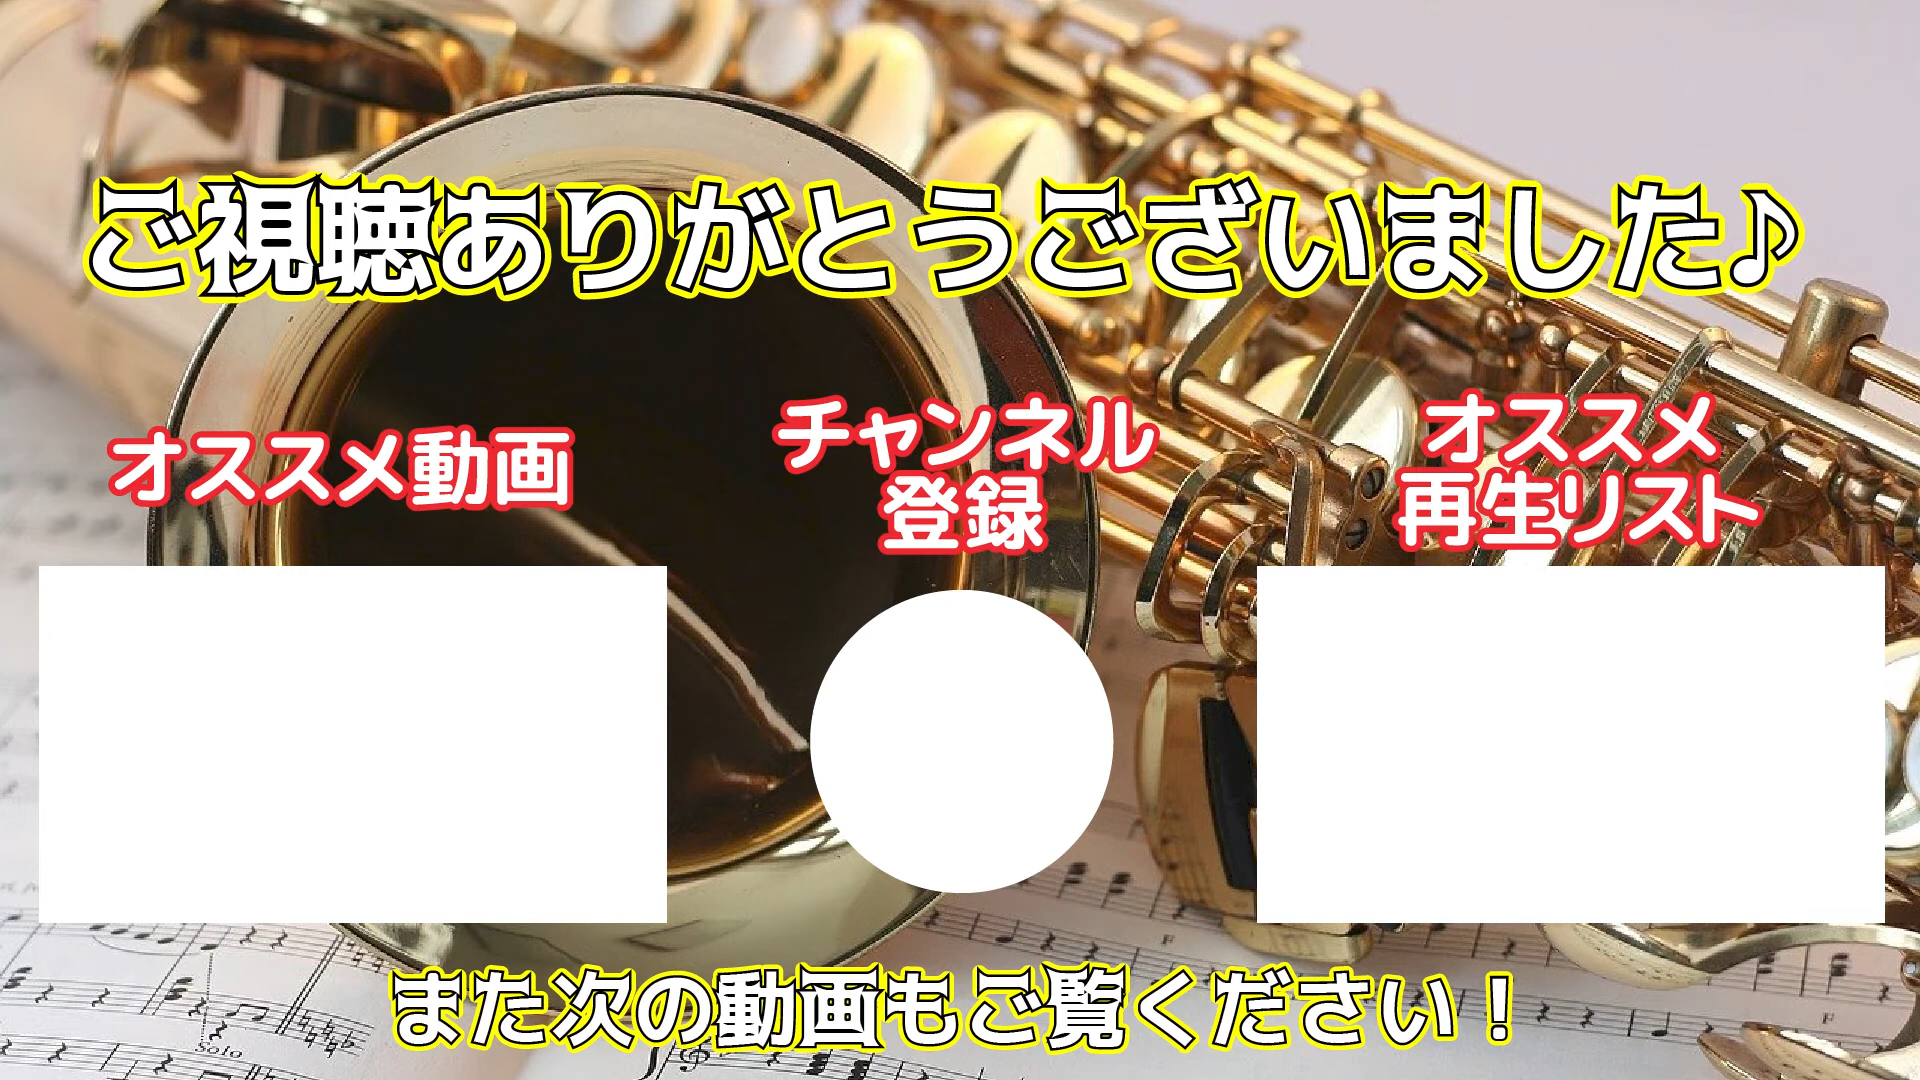 ご視聴ありがとうございました♪
オススメ動画
チャンネル
登録
オススメ
再生リスト
また次の動画もご覧ください！
Solo
F
F